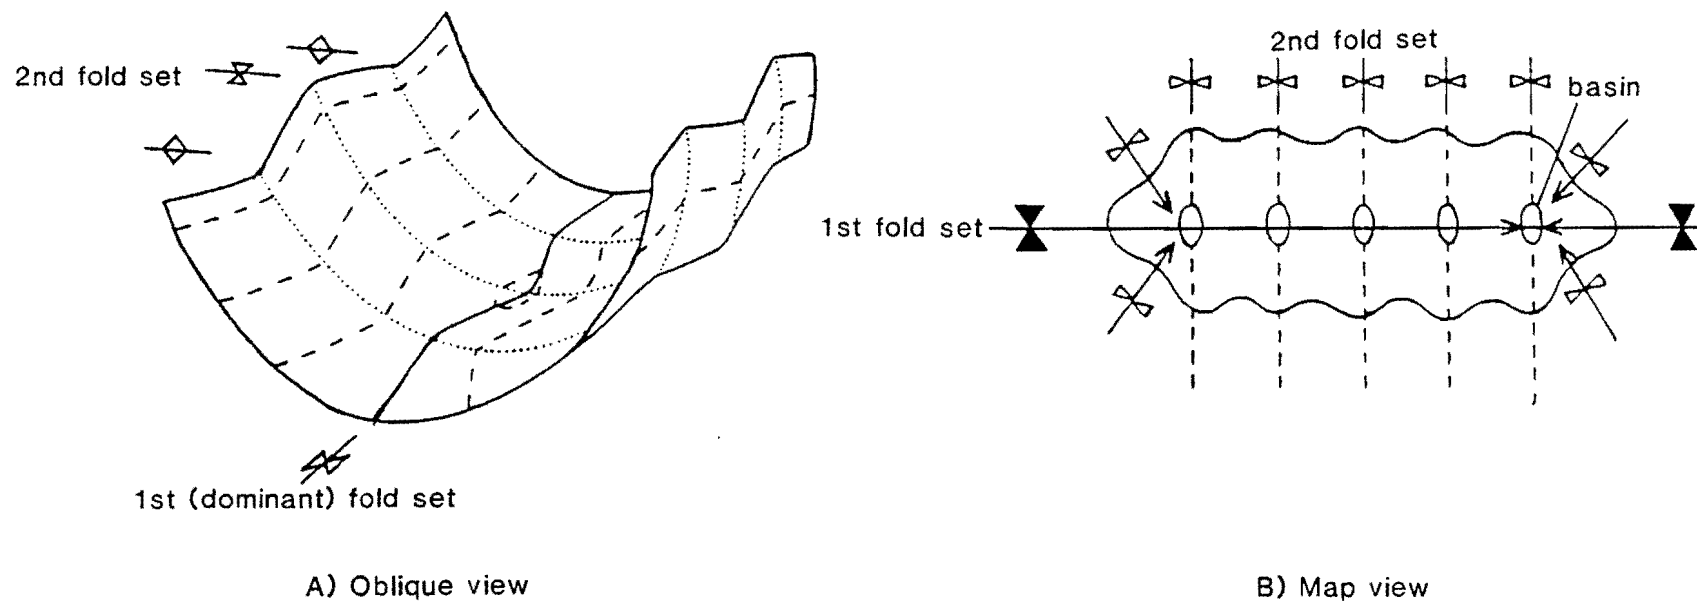 2nd fold set
1st (dominant) fold set
A) Oblique view
2nd fold set
basin
1st fold set
B) Map view